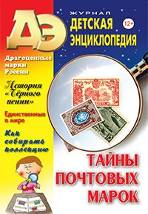 ЖУРНАЛ
ДЭ
ДЕТСКАЯ
ЭНЦИКЛОПЕДИЯ
12+
Драгоценные
марки
России
История
«Чёрного
пенни»
Единственные
в мире
Как
собирать
коллекцию
ТАЙНЫ
ПОЧТОВЫХ
МАРОК